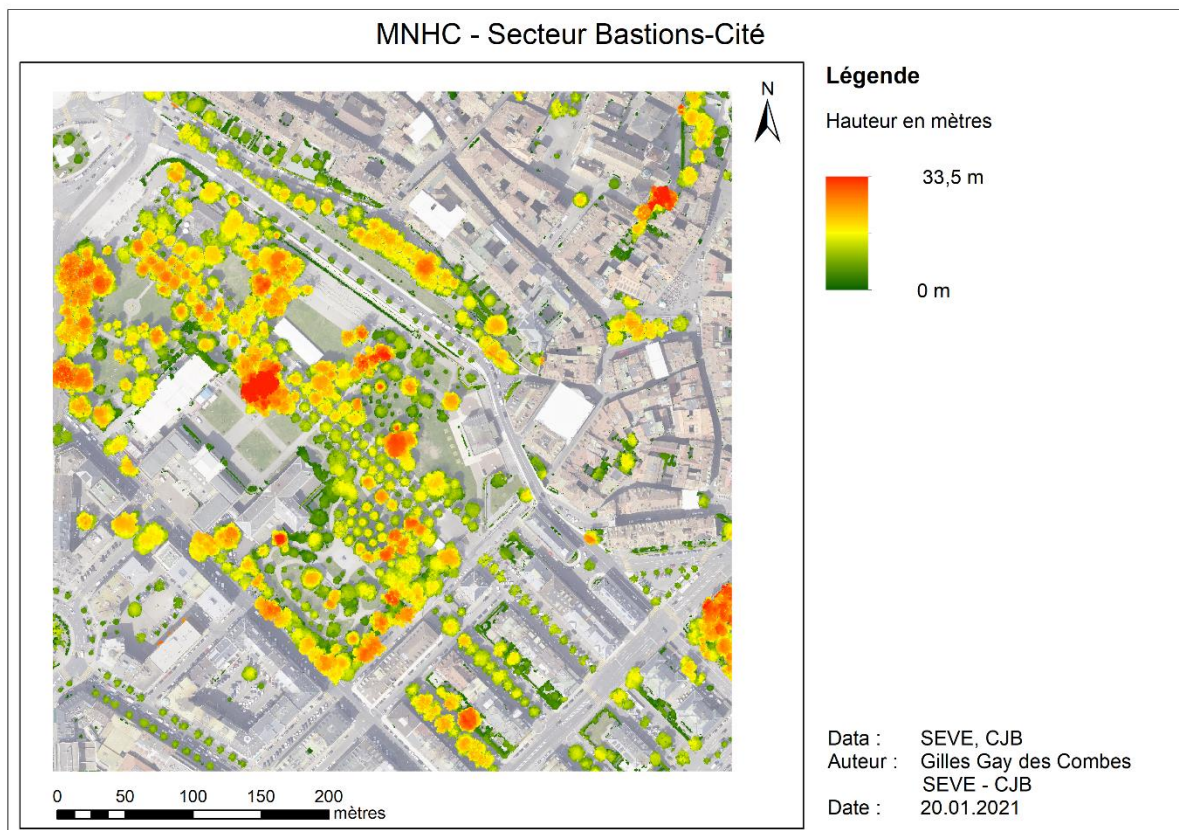 MNHC - Secteur Bastions-Cité
N
Légende
Hauteur en mètres
33,5 m
0 m
0 50 100 150 200
mètres
Data : SEVE, CJB
Auteur : Gilles Gay des Combes
SEVE - CJB
Date : 20.01.2021